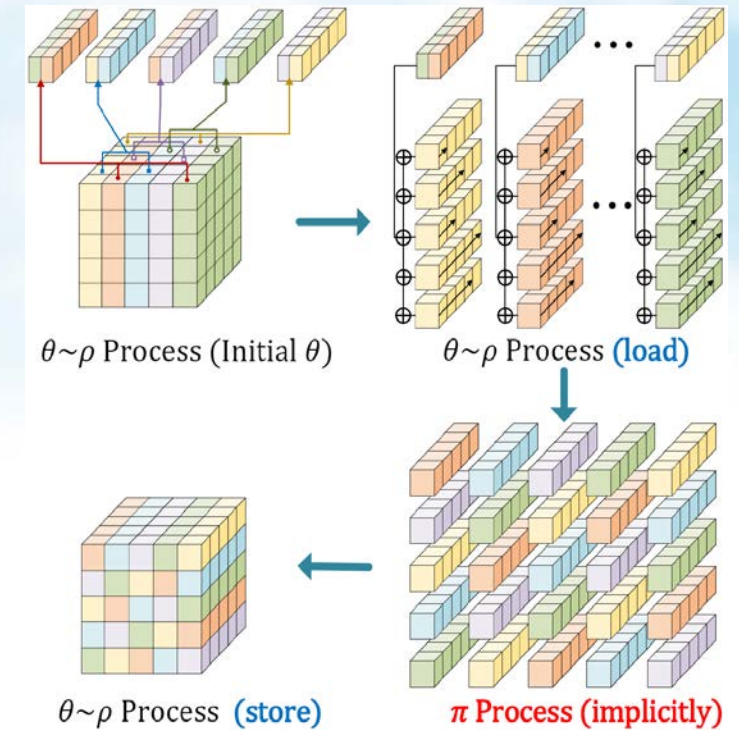 θ~ρ Process (Initial θ)
θ~ρ Process (load)
θ~ρ Process (store)
π Process (implicitly)